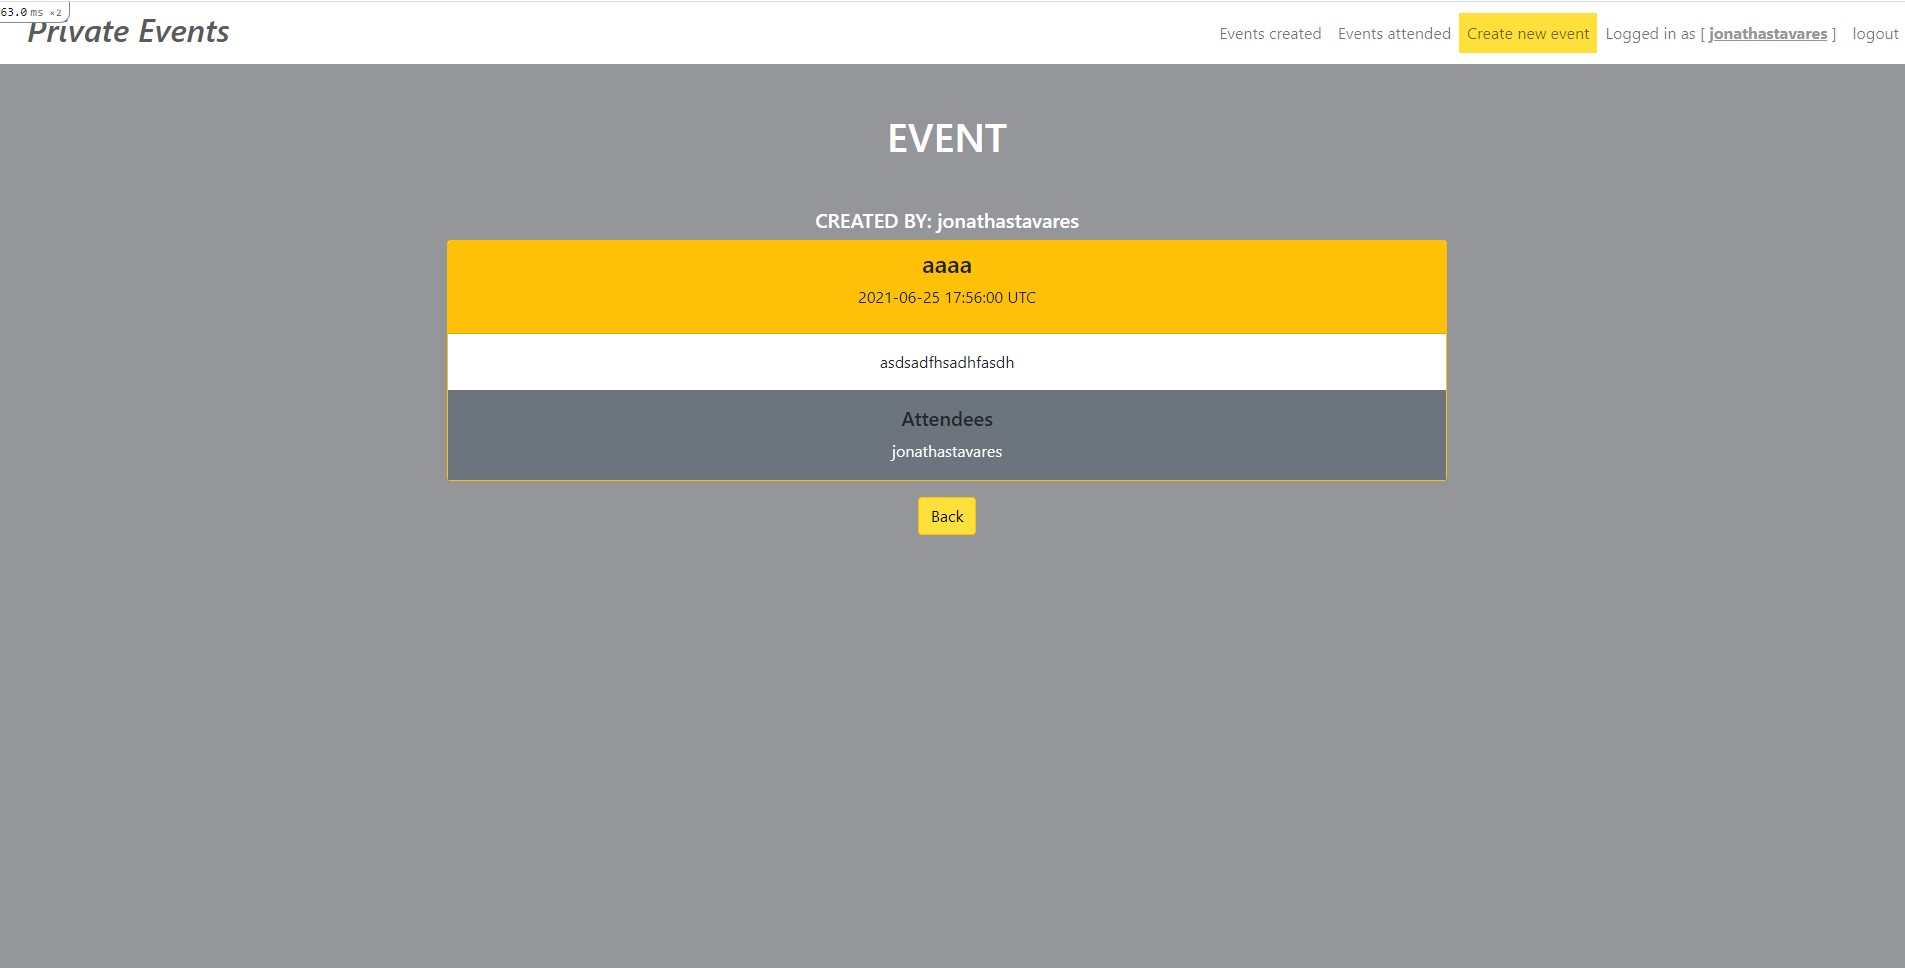 63.0 ms ×2
Private Events
Events created Events attended Create new event Logged in as [ jonathastavares ] logout
EVENT
CREATED BY: jonathastavares
aaaa
2021-06-25 17:56:00 UTC
asdsadfhsadhfasdh
Attendees
jonathastavares
Back